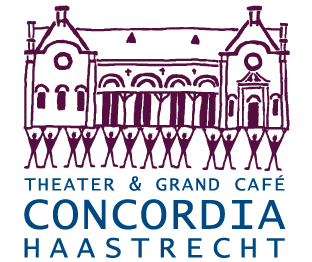 THEATER & GRAND CAFÉ
CONCORDIA
HAASTRECHT